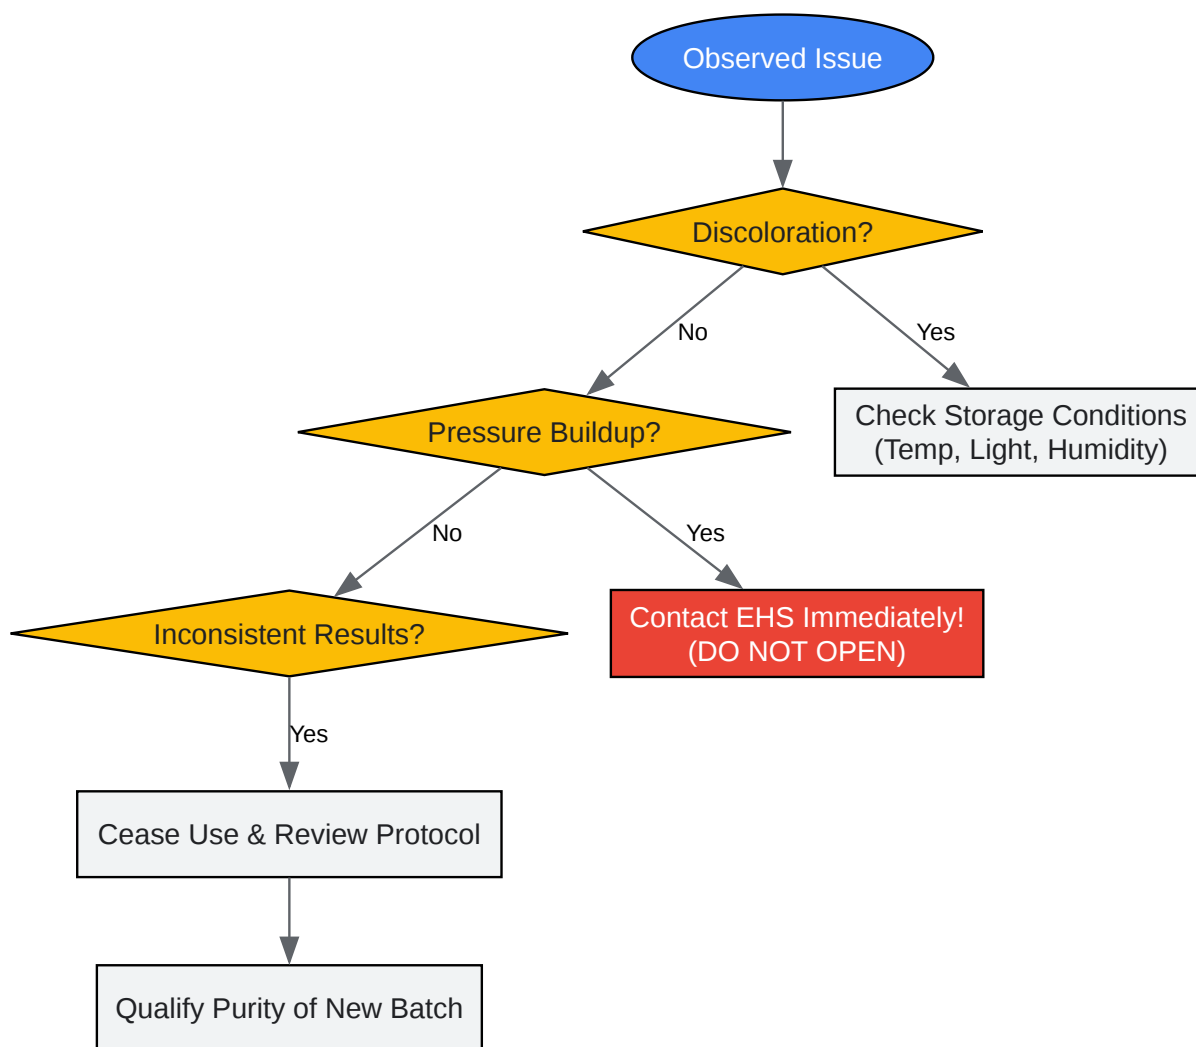 Observed Issue
Discoloration?
No
Yes
Pressure Buildup?
Check Storage Conditions
(Temp, Light, Humidity)
No
Yes
Inconsistent Results?
Contact EHS Immediately!
(DO NOT OPEN)
Yes
Cease Use & Review Protocol
Qualify Purity of New Batch